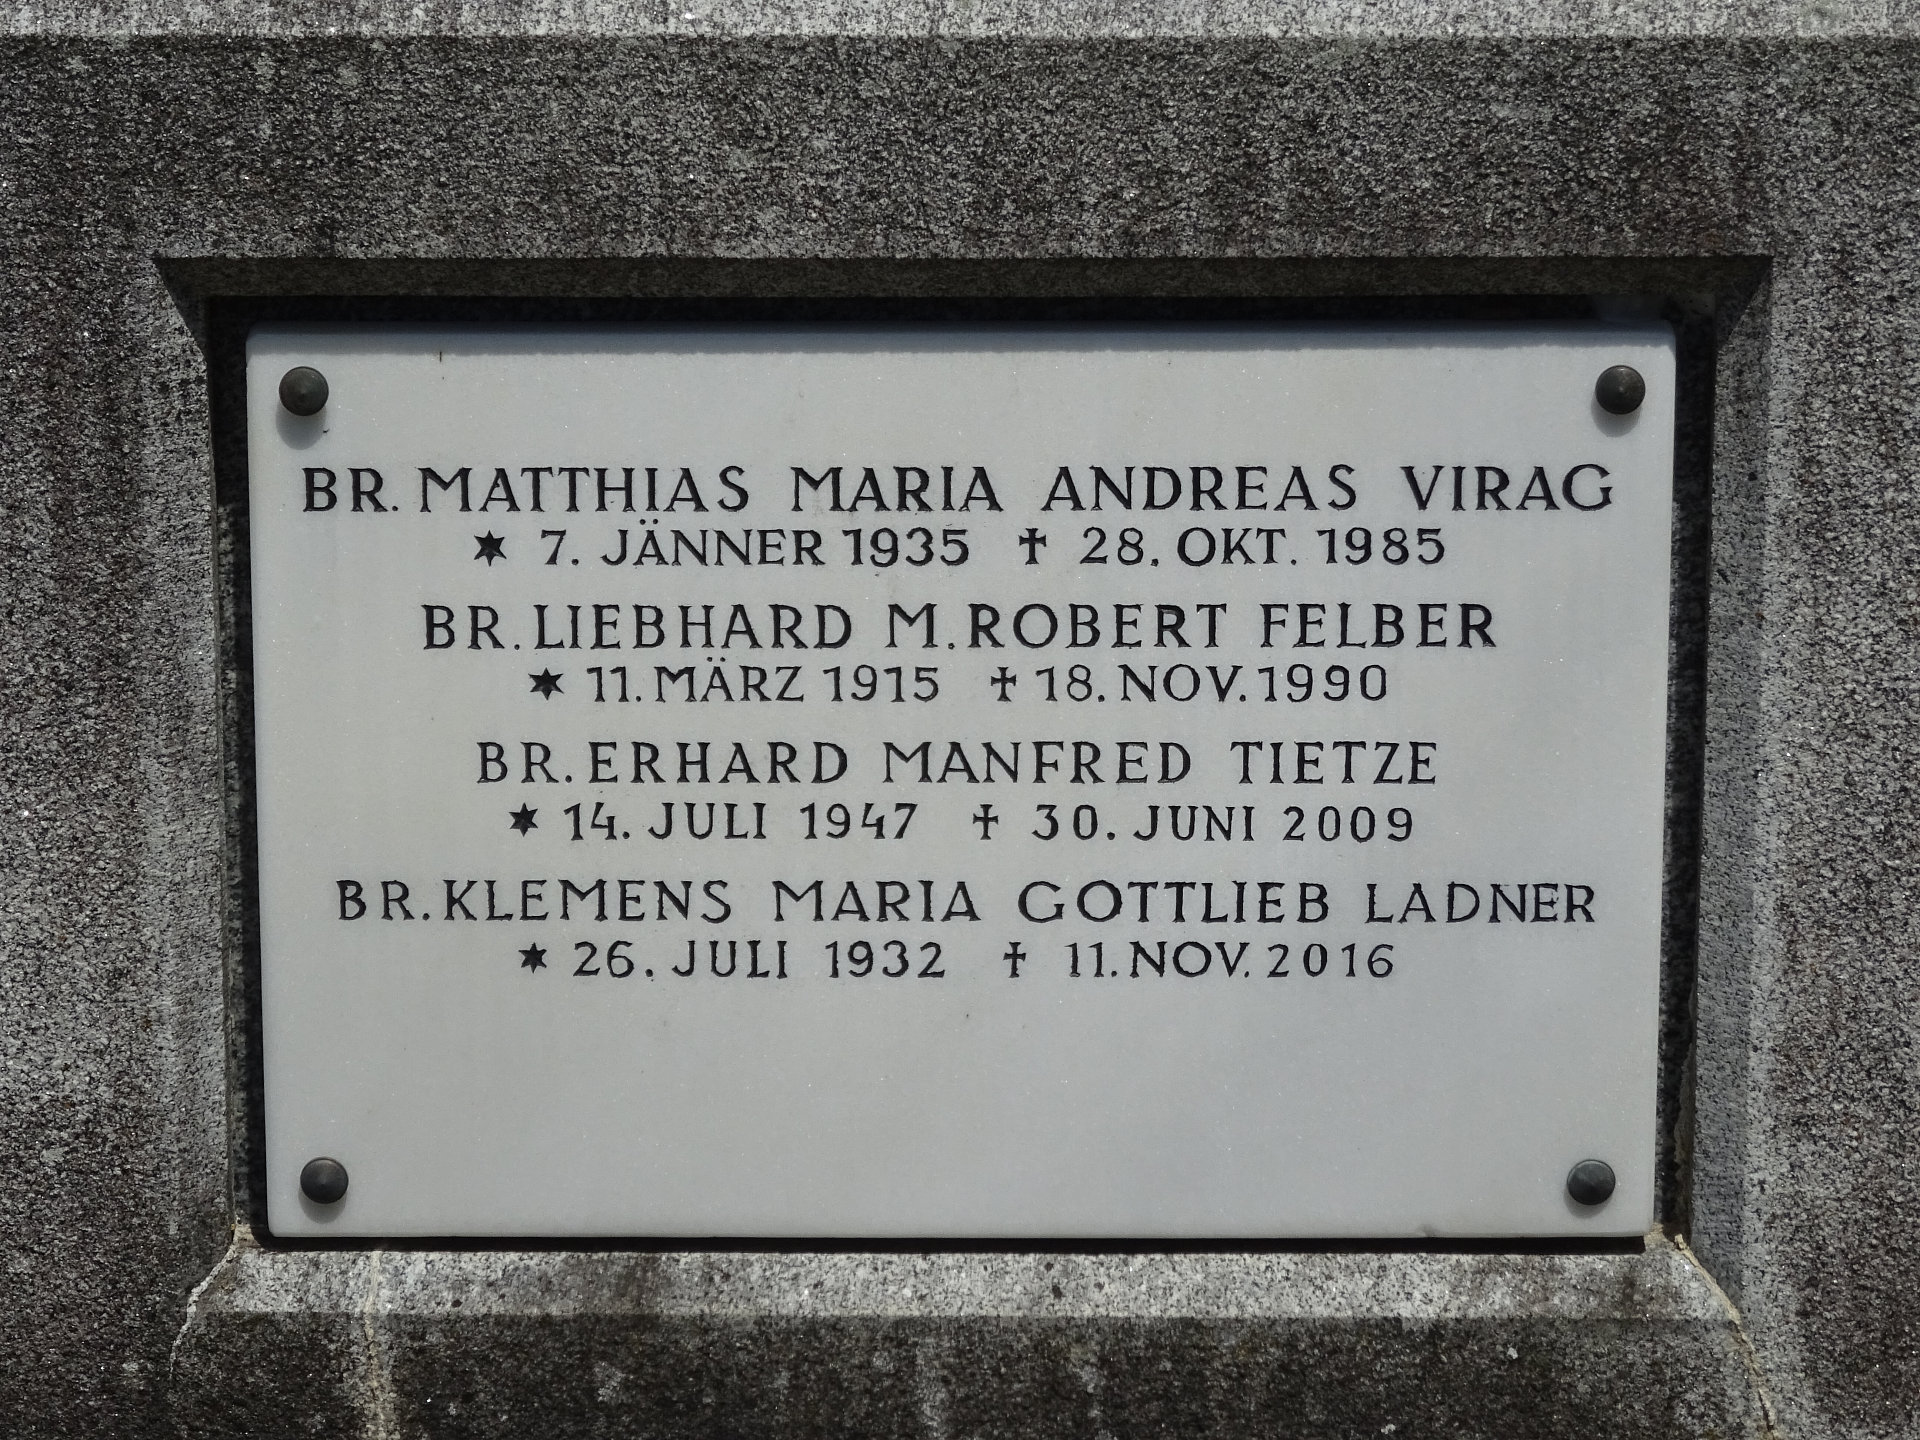 BR. MATTHIAS MARIA ANDREAS VIRAG
✶ 7. JÄNNER 1935 ✝ 28. OKT. 1985
BR. LIEBHARD M. ROBERT FELBER
✶ 11. MÄRZ 1915 ✝ 18. NOV. 1990
BR. ERHARD MANFRED TIETZE
✶ 14. JULI 1947 ✝ 30. JUNI 2009
BR. KLEMENS MARIA GOTTLIEB LADNER
✶ 26. JULI 1932 ✝ 11. NOV. 2016